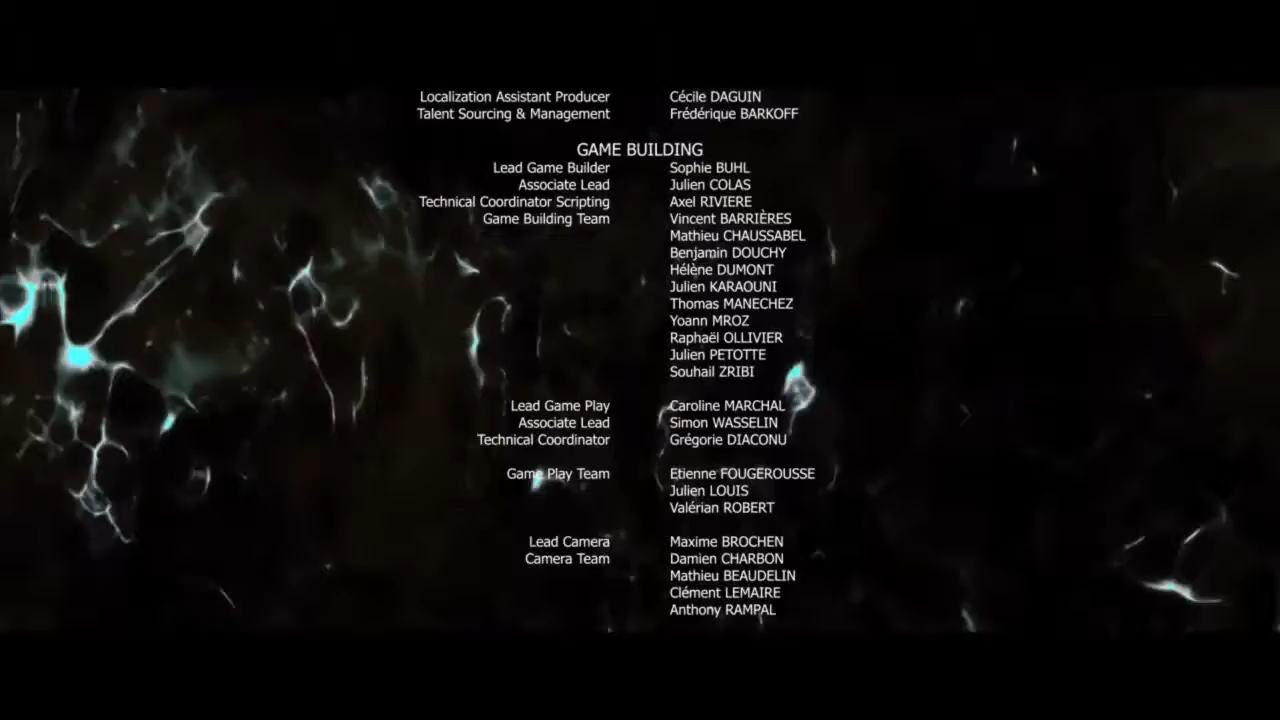 Localization Assistant Producer Cécile DAGUIN
Talent Sourcing & Management Frédérique BARKOFF
GAME BUILDING
Lead Game Builder Sophie BUHL
Associate Lead Julien COLAS
Technical Coordinator Scripting Axel RIVIERE
Game Building Team Vincent BARRIÈRES
Mathieu CHAUSSABEL
Benjamin DOUCHY
Hélène DUMONT
Julien KARAOUNI
Thomas MANECHEZ
Yoann MROZ
Raphaël OLLIVIER
Julien PETOTTE
Souhail ZRIBI
Lead Game Play Caroline MARCHAL
Associate Lead Simon WASSELIN
Technical Coordinator Grégorie DIACONU
Game Play Team Etienne FOUGEROUSSE
Julien LOUIS
Valérian ROBERT
Lead Camera Maxime BROCHEN
Camera Team Damien CHARBON
Mathieu BEAUDELIN
Clément LEMAIRE
Anthony RAMPAL